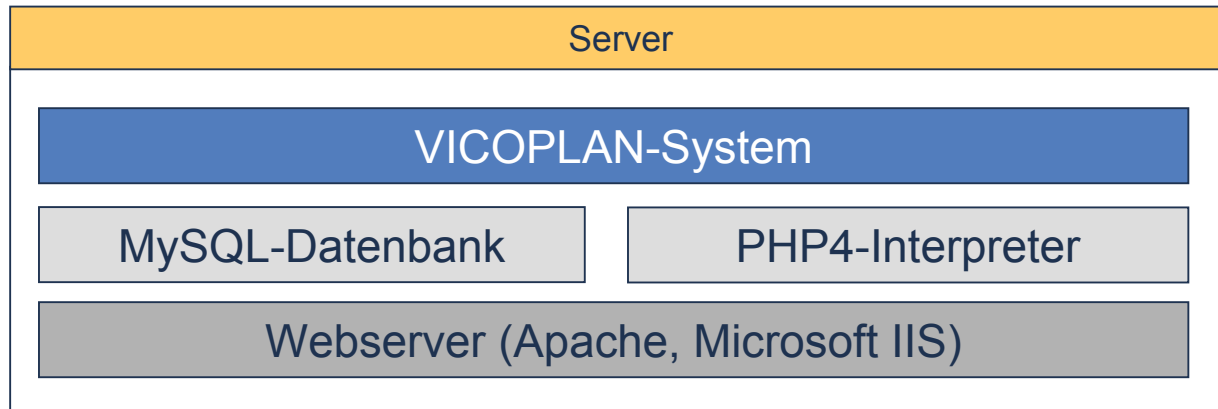 Server
VICOPLAN-System
MySQL-Datenbank
PHP4-Interpreter
Webserver (Apache, Microsoft IIS)